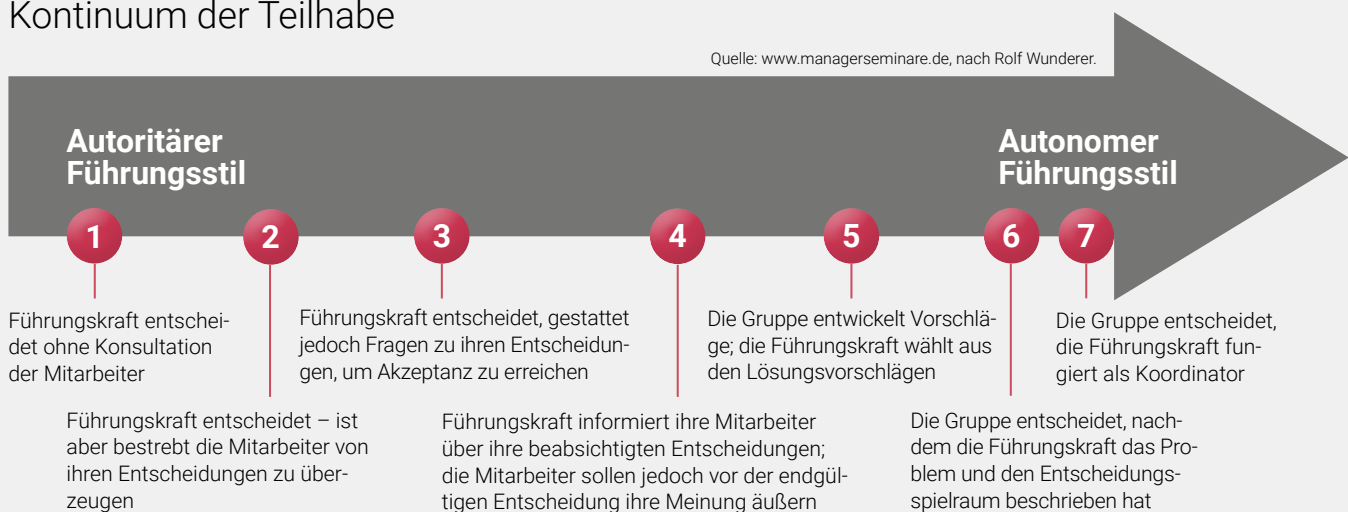 Kontinuum der Teilhabe
Quelle: www.managerseminare.de, nach Rolf Wunderer.
Autoritärer
Führungsstil
Autonomer
Führungsstil
1
2
3
4
5
6
7
Führungskraft entschei-
det ohne Konsultation
der Mitarbeiter
Führungskraft entscheidet – ist
aber bestrebt die Mitarbeiter von
ihren Entscheidungen zu über-
zeugen
Führungskraft entscheidet, gestattet
jedoch Fragen zu ihren Entscheidun-
gen, um Akzeptanz zu erreichen
Führungskraft informiert ihre Mitarbeiter
über ihre beabsichtigten Entscheidungen;
die Mitarbeiter sollen jedoch vor der endgül-
tigen Entscheidung ihre Meinung äußern
Die Gruppe entwickelt Vorschlä-
ge; die Führungskraft wählt aus
den Lösungsvorschlägen
Die Gruppe entscheidet, nach-
dem die Führungskraft das Pro-
blem und den Entscheidungs-
spielraum beschrieben hat
Die Gruppe entscheidet,
die Führungskraft fun-
giert als Koordinator